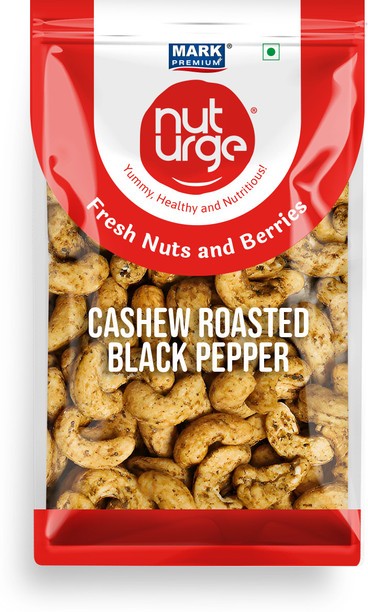 MARK®
PREMIUM
nut
urge®
Yummy, Healthy and Nutritious!
Fresh Nuts and Berries
CASHEW ROASTED
BLACK PEPPER